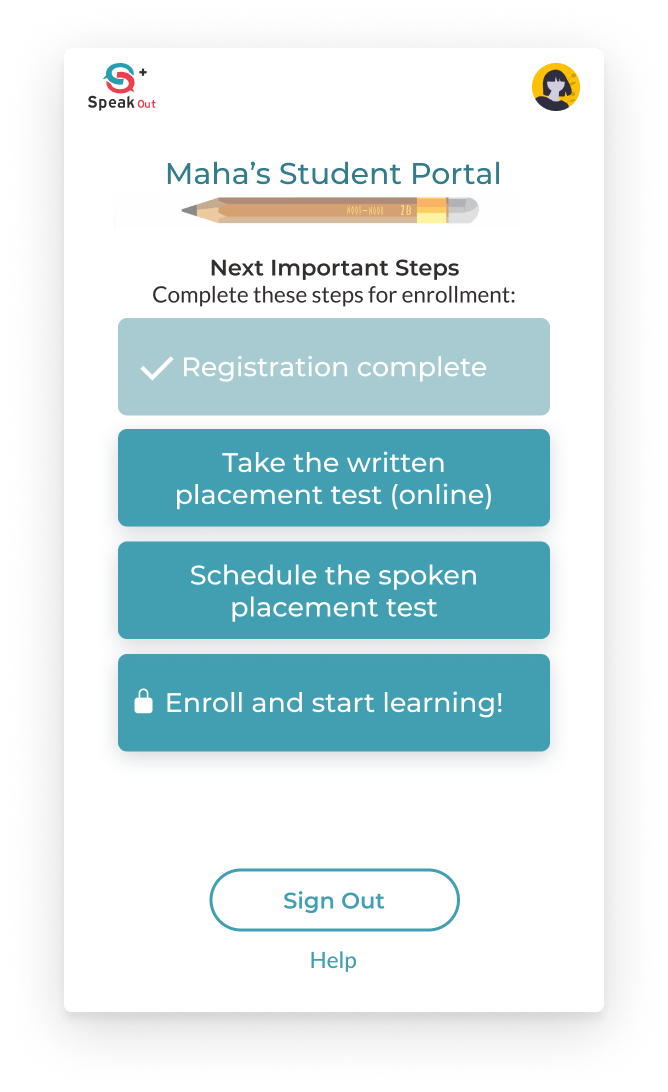 +
Speak Out
Maha’s Student Portal
2B
Next Important Steps
Complete these steps for enrollment:
Registration complete
Take the written
placement test (online)
Schedule the spoken
placement test
Enroll and start learning!
Sign Out
Help